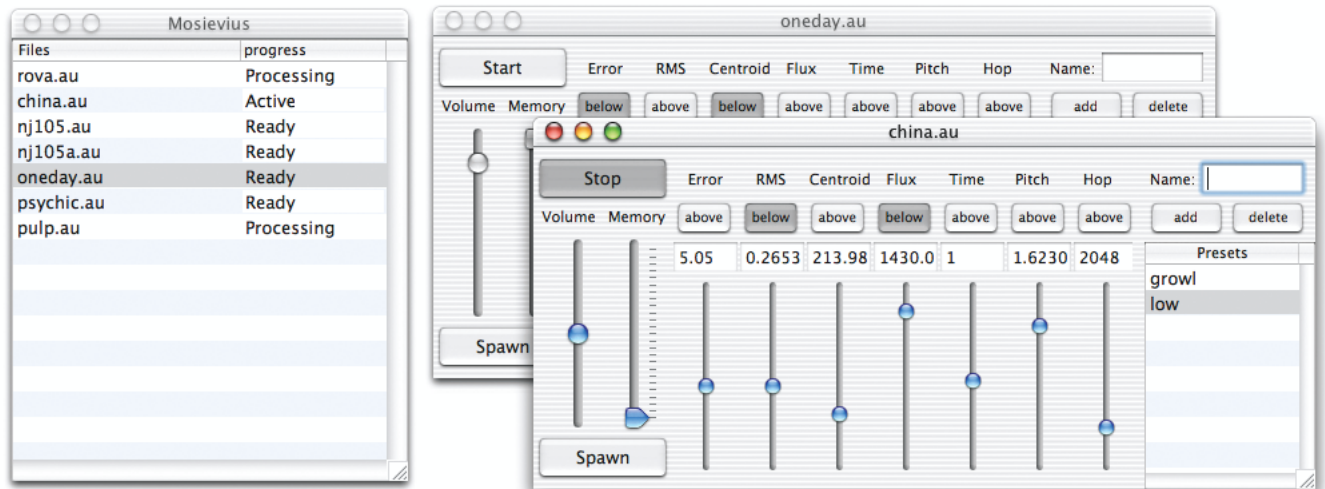 Mosievius
Files progress
rova.au Processing
china.au Active
nj105.au Ready
nj105a.au Ready
oneday.au Ready
psychic.au Ready
pulp.au Processing
oneday.au
Start Error RMS Centroid Flux Time Pitch Hop Name:
Volume Memory below above below above above above above add delete
Spawn
china.au
Stop Error RMS Centroid Flux Time Pitch Hop Name:
Volume Memory above below above below above above above add delete
5.05 0.2653 213.98 1430.0 1 1.6230 2048 Presets
growl
low
Spawn